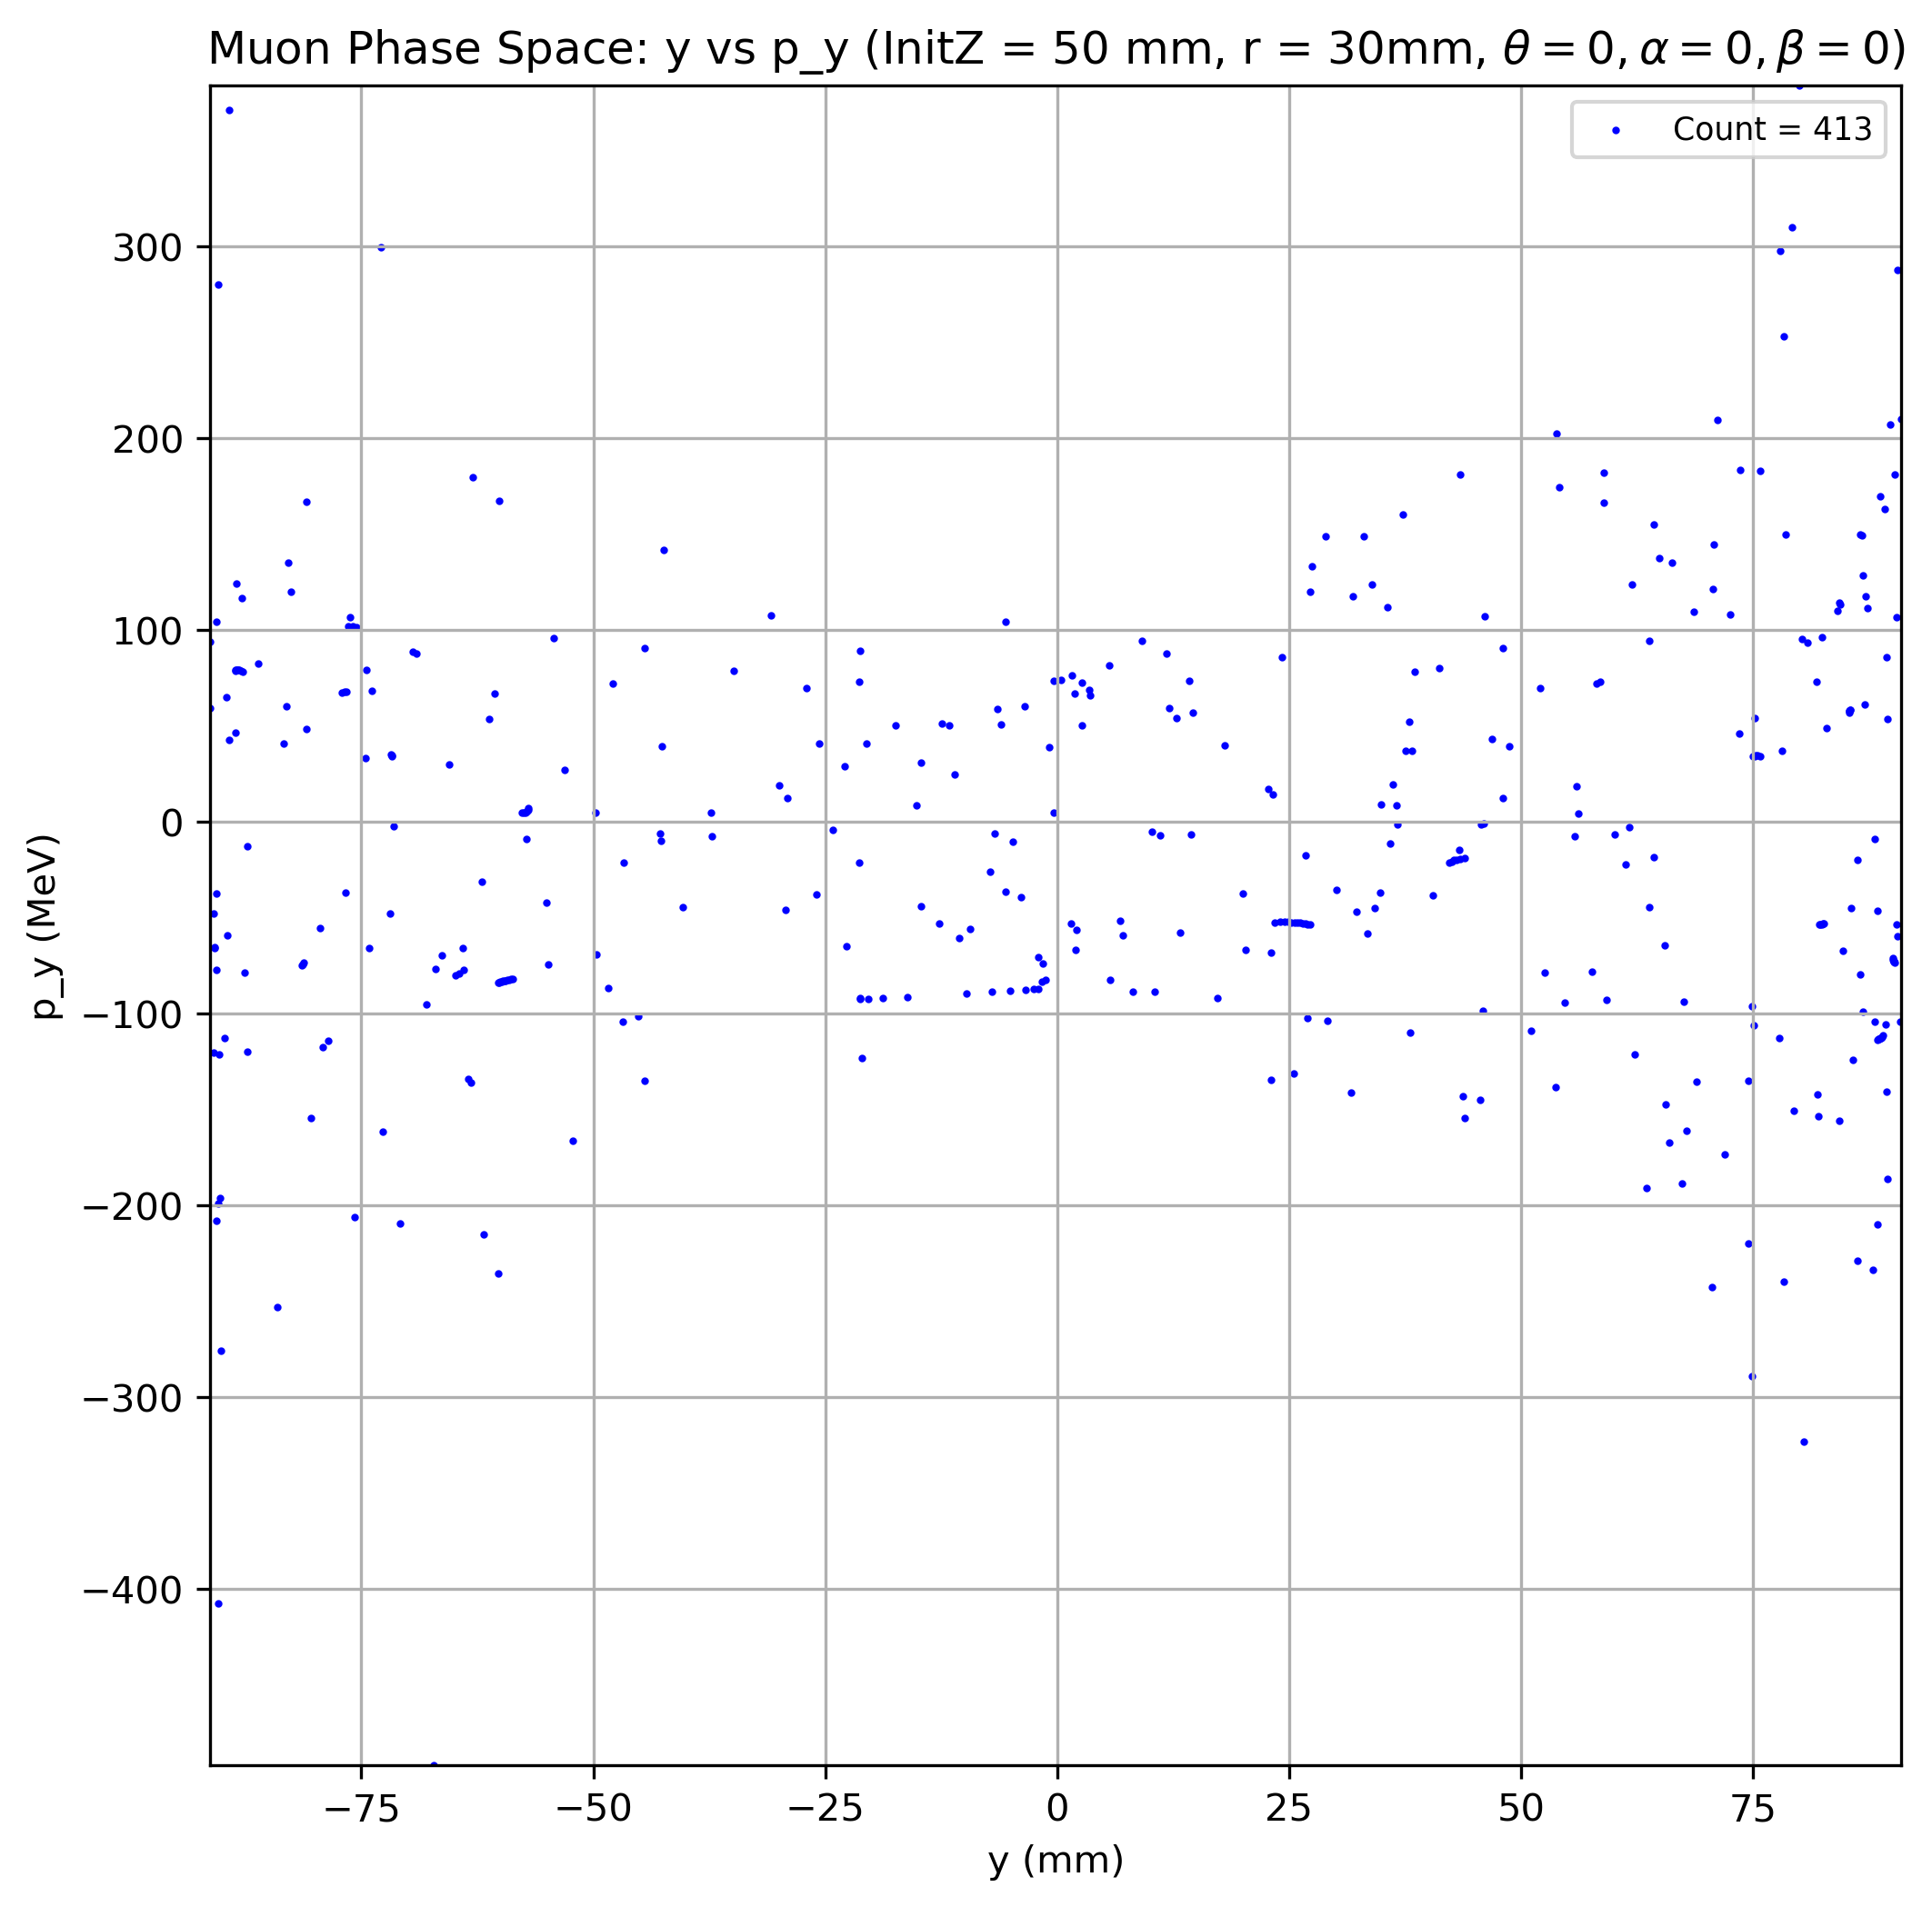 Muon Phase Space: y vs p_y (InitZ = 50 mm, r = 30mm, θ = 0, α = 0, β = 0)
Count = 413
300
200
100
0
−100
−200
−300
−400
p_y (MeV)
−75 −50 −25 0 25 50 75
y (mm)